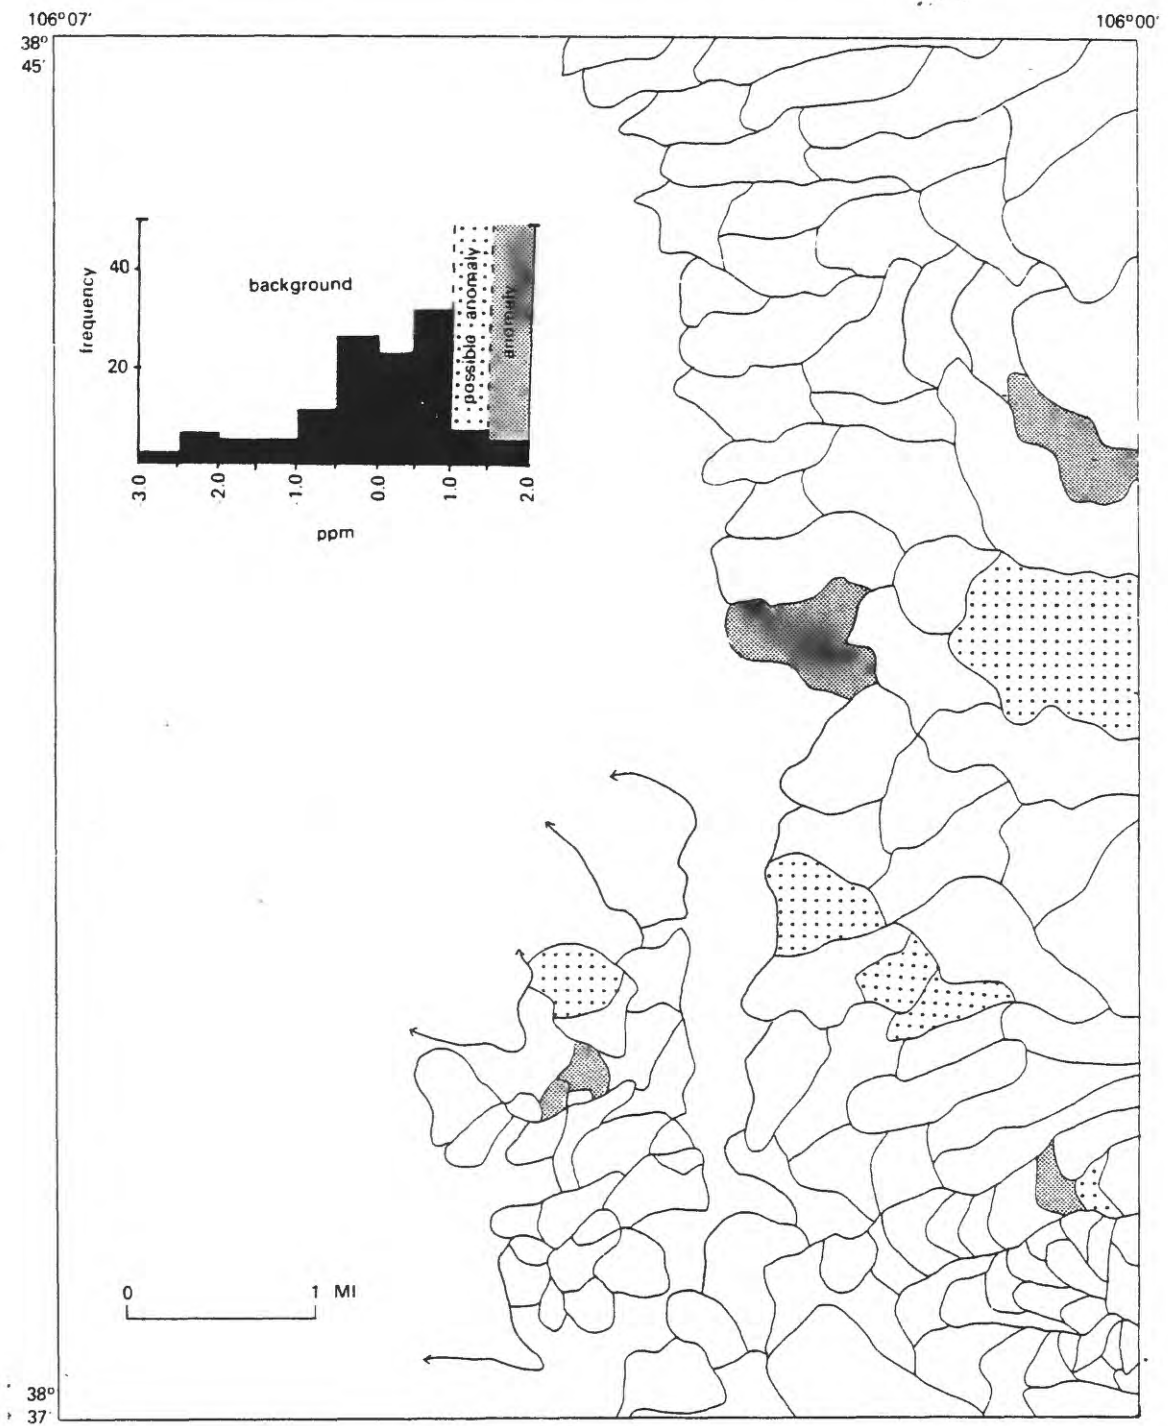 106°07' 106°00'
38°
45'
frequency
40
20
background
possible anomaly
anomaly
3.0 2.0 1.0 0.0 1.0 2.0
ppm
0 1 MI
38°
37'